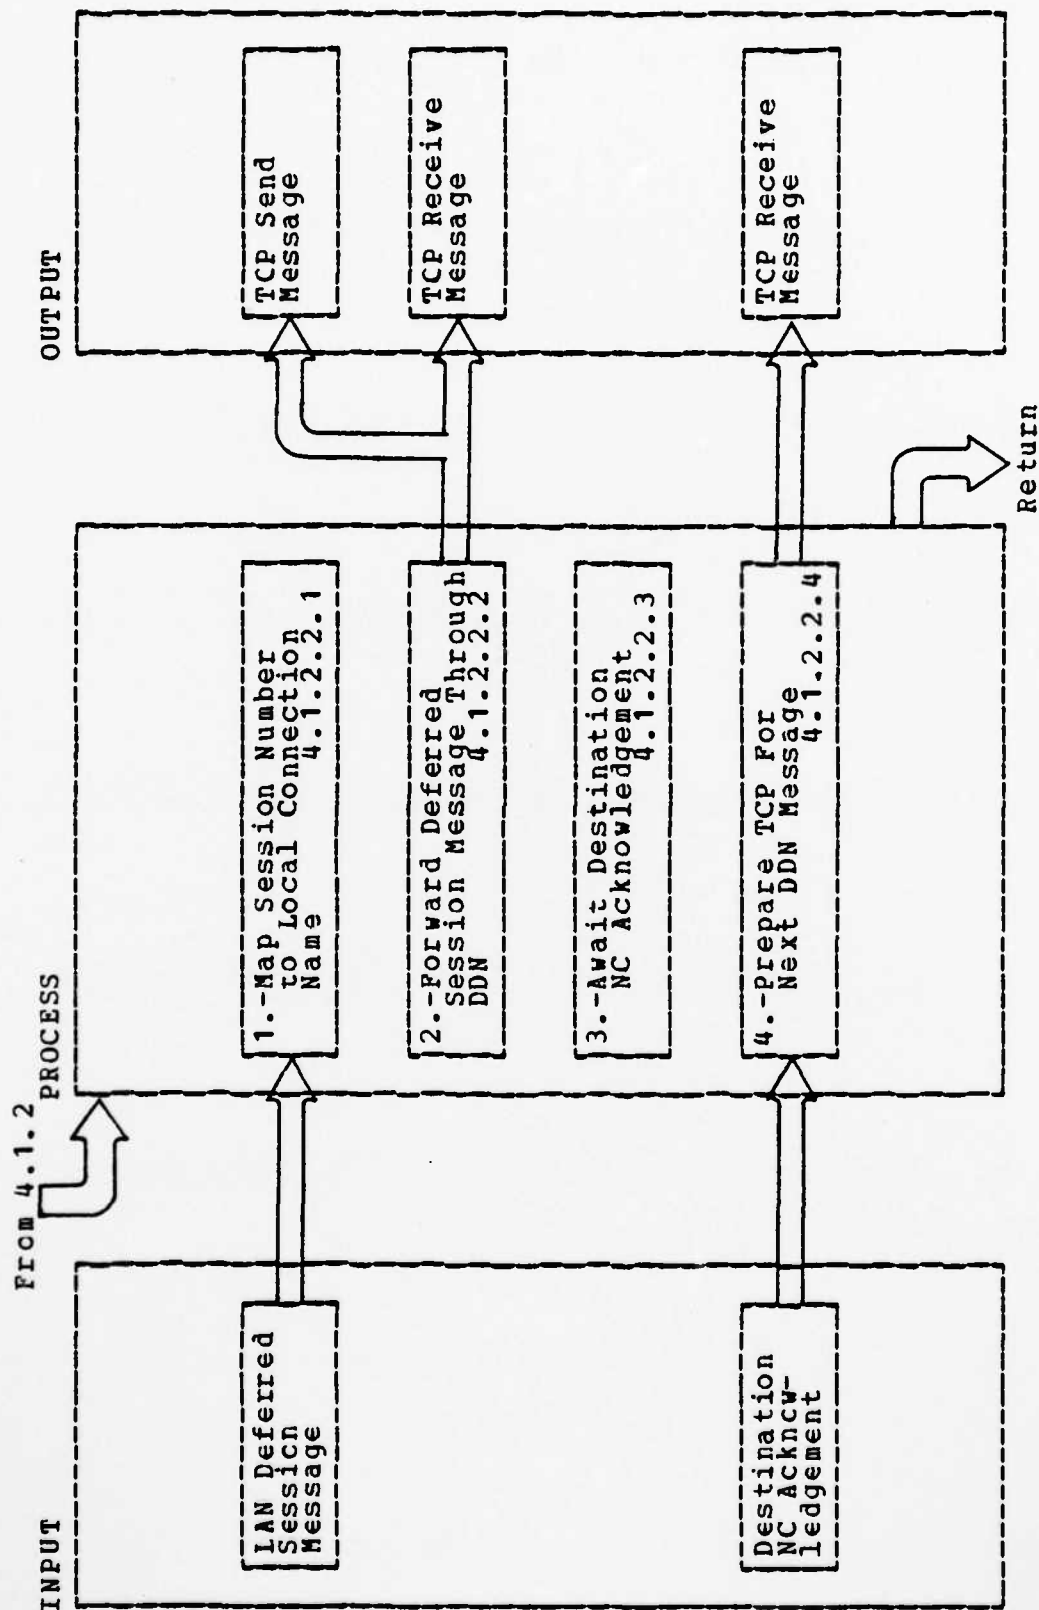 From 4.1.2
INPUT
PROCESS
OUTPUT
LAN Deferred
Sessicn
Message
Destination
NC Ackncw-
ledgement
1.-Map Session Number
to Local Connection
Name 4.1.2.2.1
2.-Forward Deferred
Session Message Through
DDN 4.1.2.2.2
3.-Await Destination
NC Acknowledgement
4.1.2.2.3
4.-Prepare TCP For
Next DDN Message
4.1.2.2.4
TCP Send
Message
TCP Receive
Message
TCP Receive
Message
Return